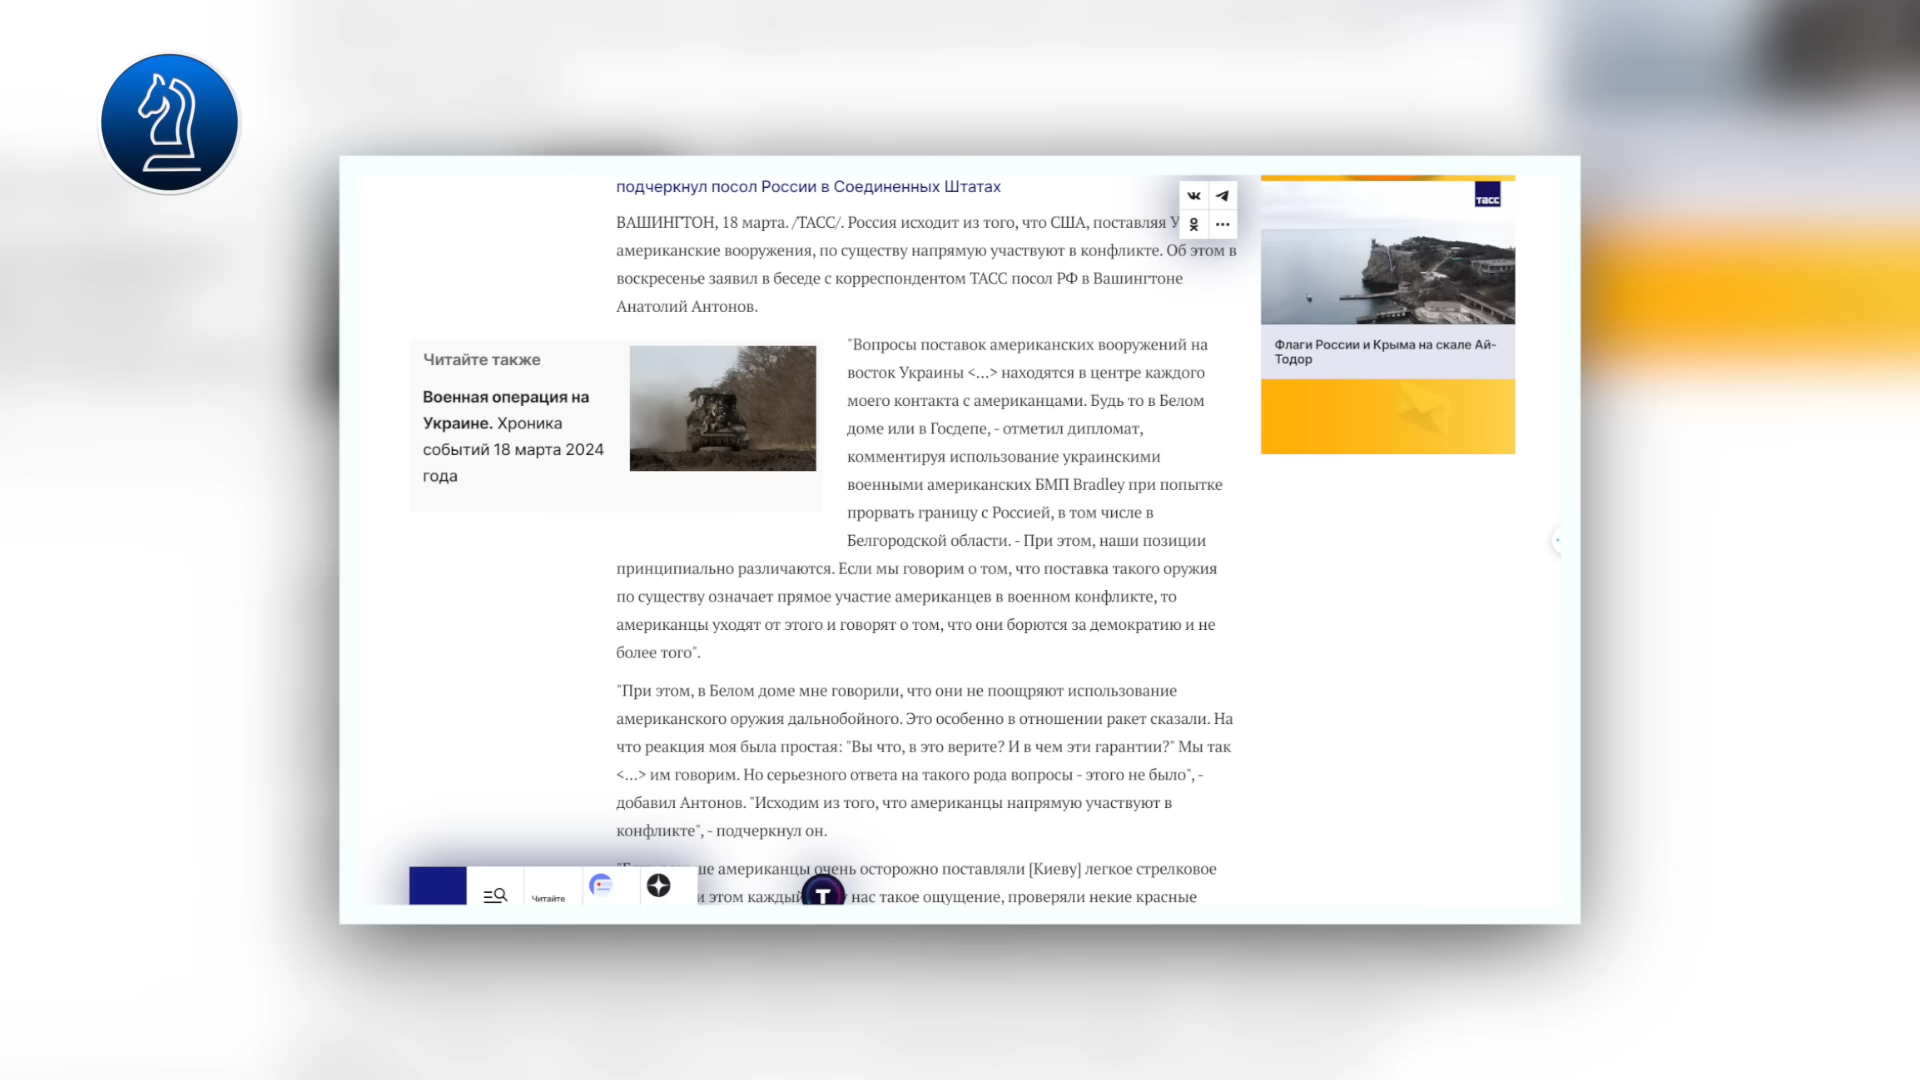 подчеркнул посол России в Соединенных Штатах
ВАШИНГТОН, 18 марта. /ТАСС/. Россия исходит из того, что США, поставляя
американские вооружения, по существу напрямую участвуют в конфликте. Об этом в
воскресенье заявил в беседе с корреспондентом ТАСС посол РФ в Вашингтоне
Анатолий Антонов.
Читайте также
Военная операция на
Украине. Хроника
событий 18 марта 2024
года
"Вопросы поставок американских вооружений на
восток Украины <...> находятся в центре каждого
моего контакта с американцами. Будь то в Белом
доме или в Госдепе, - отметил дипломат,
комментируя использование украинскими
военными американских БМП Bradley при попытке
прорвать границу с Россией, в том числе в
Белгородской области. - При этом, наши позиции
принципиально различаются. Если мы говорим о том, что поставка такого оружия
по существу означает прямое участие американцев в военном конфликте, то
американцы уходят от этого и говорят о том, что они борются за демократию и не
более того".
"При этом, в Белом доме мне говорили, что они не поощряют использование
американского оружия дальнобойного. Это особенно в отношении ракет сказали. На
что реакция моя была простая: "Вы что, в это верите? И в чем эти гарантии?" Мы так
<...> им говорим. Но серьезного ответа на такого рода вопросы - этого не было", -
добавил Антонов. "Исходим из того, что американцы напрямую участвуют в
конфликте", - подчеркнул он.
американцы очень осторожно поставляли [Киеву] легкое стрелковое
этом каждый нас такое ощущение, проверяли некие красные
Читайте
Т
ТАСС
Флаги России и Крыма на скале Ай-
Тодор